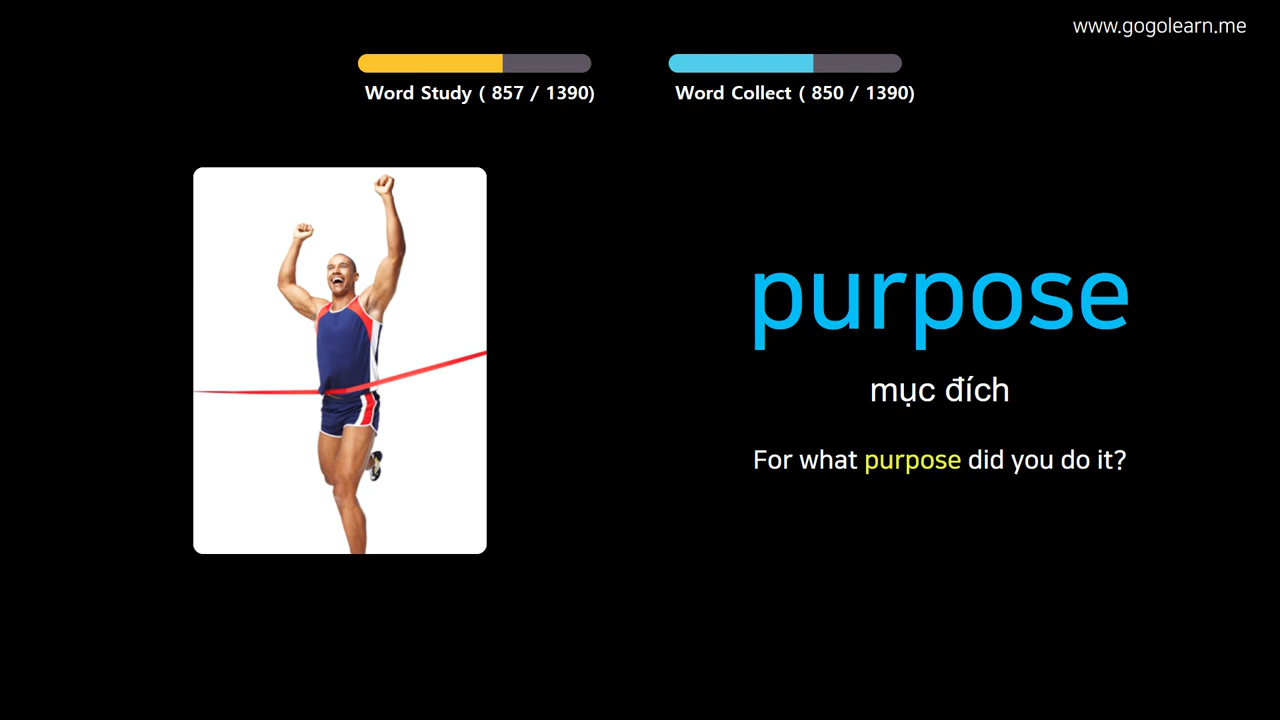 www.gogolearn.me
Word Study ( 857 / 1390)
Word Collect ( 850 / 1390)
purpose
mục đích
For what purpose did you do it?